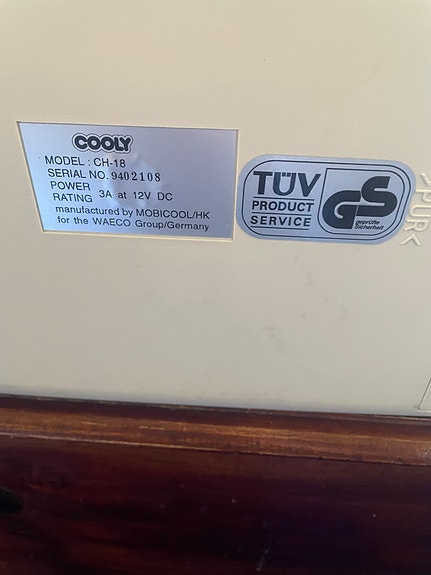 COOLY
MODEL : CH-18
SERIAL NO. 9402108
POWER
RATING 3A at 12V DC
manufactured by MOBICOOL/HK
for the WAECO Group/Germany
TÜV
PRODUCT
SERVICE
GS
geprüfte
Sicherheit
>PUR<